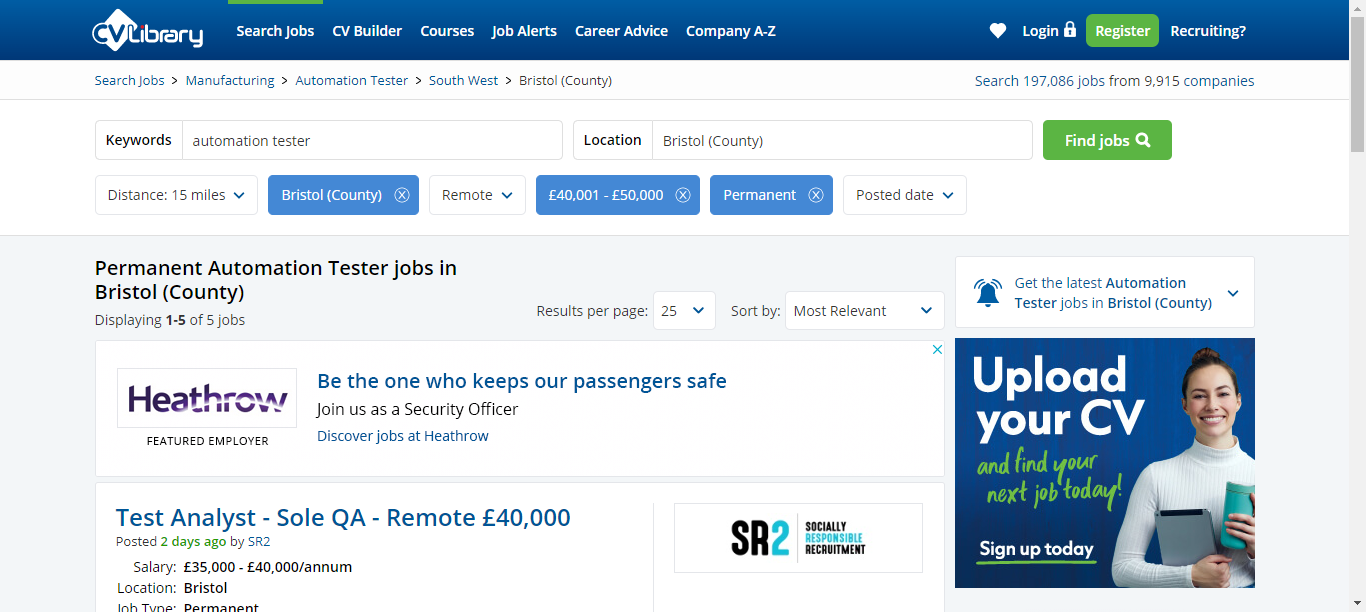 CVLibrary
Search Jobs CV Builder Courses Job Alerts Career Advice Company A-Z Login Register Recruiting?
Search Jobs > Manufacturing > Automation Tester > South West > Bristol (County)
Search 197,086 jobs from 9,915 companies
Keywords automation tester Location Bristol (County) Find jobs
Distance: 15 miles Bristol (County) Remote £40,001 - £50,000 Permanent Posted date
Permanent Automation Tester jobs in
Bristol (County)
Displaying 1-5 of 5 jobs
Results per page: 25 Sort by: Most Relevant
Get the latest Automation
Tester jobs in Bristol (County)
Heathrow
FEATURED EMPLOYER
Be the one who keeps our passengers safe
Join us as a Security Officer
Discover jobs at Heathrow
Upload
your CV
and find your
next job today!
Sign up today
Test Analyst - Sole QA - Remote £40,000
Posted 2 days ago by SR2
Salary: £35,000 - £40,000/annum
Location: Bristol
Job Type: Permanent
SR2
SOCIALLY
RESPONSIBLE
RECRUITMENT